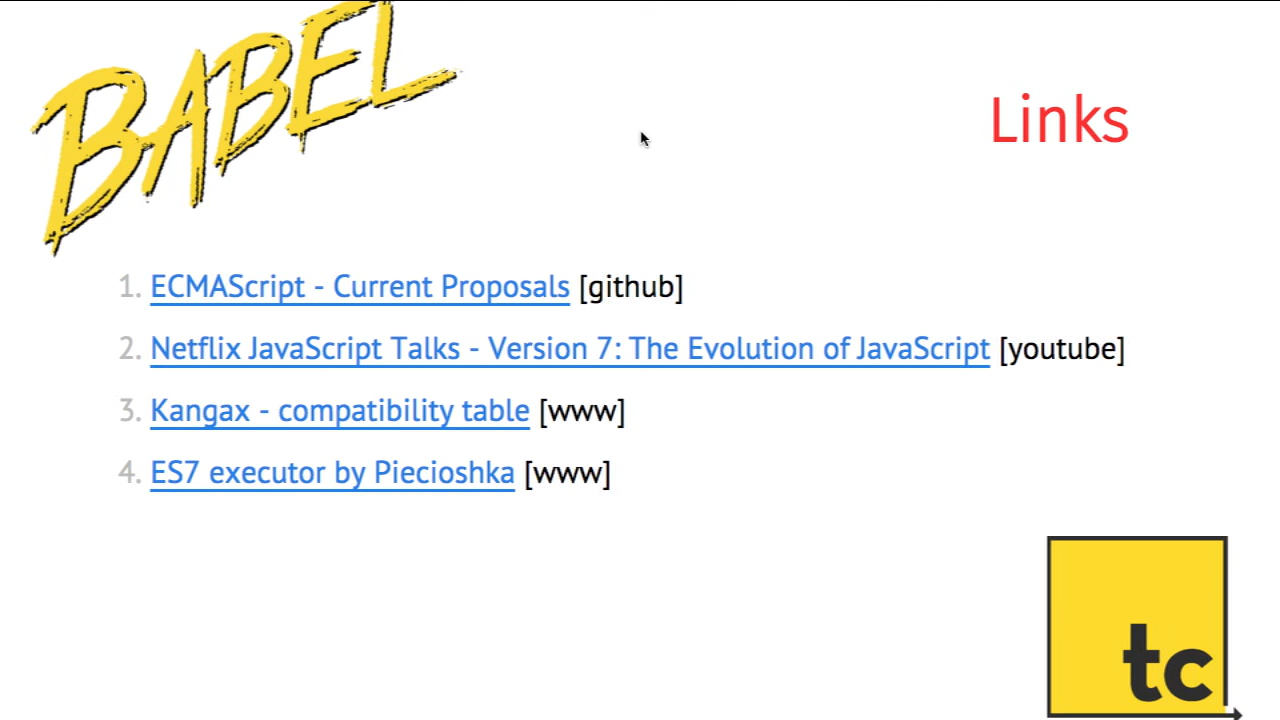 BABEL
Links
1. ECMAScript - Current Proposals [github]
2. Netflix JavaScript Talks - Version 7: The Evolution of JavaScript [youtube]
3. Kangax - compatibility table [www]
4. ES7 executor by Piecioshka [www]
tc